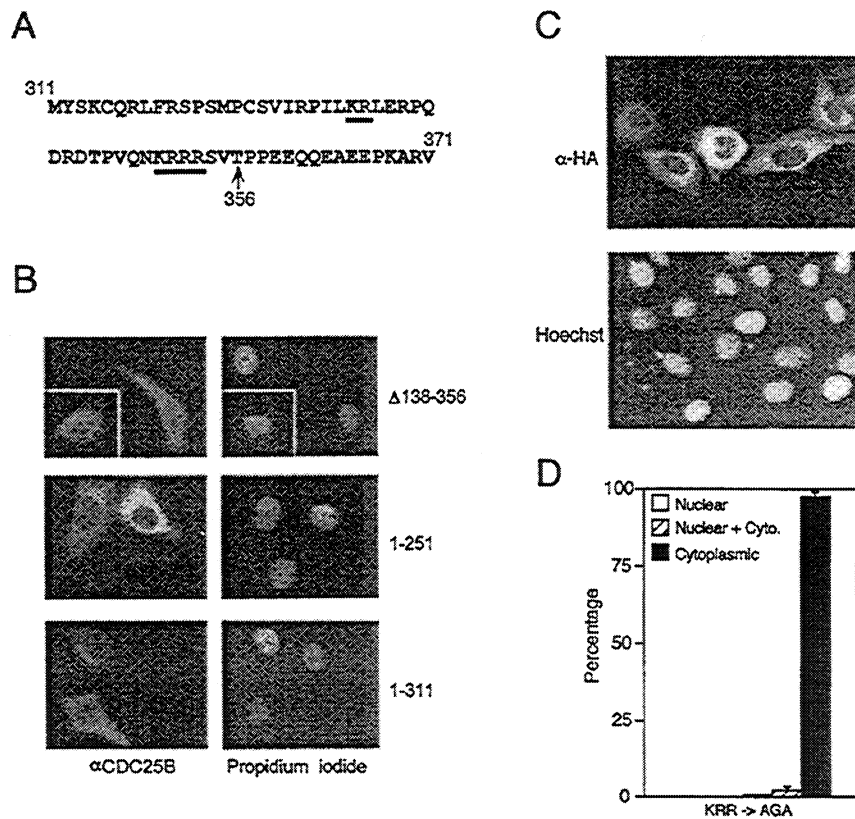 A
311
MYSKCQRLFRSPSMPCSVIRPILKRLERPQ
371
DRDTPVQNKRRRSVTPPEEQQEAEEPKARV
356
B
Δ138-356
1-251
1-311
αCDC25B Propidium iodide
C
α-HA
Hoechst
D
100
75
50
25
0
Percentage
Nuclear
Nuclear + Cyto.
Cytoplasmic
KRR -> AGA